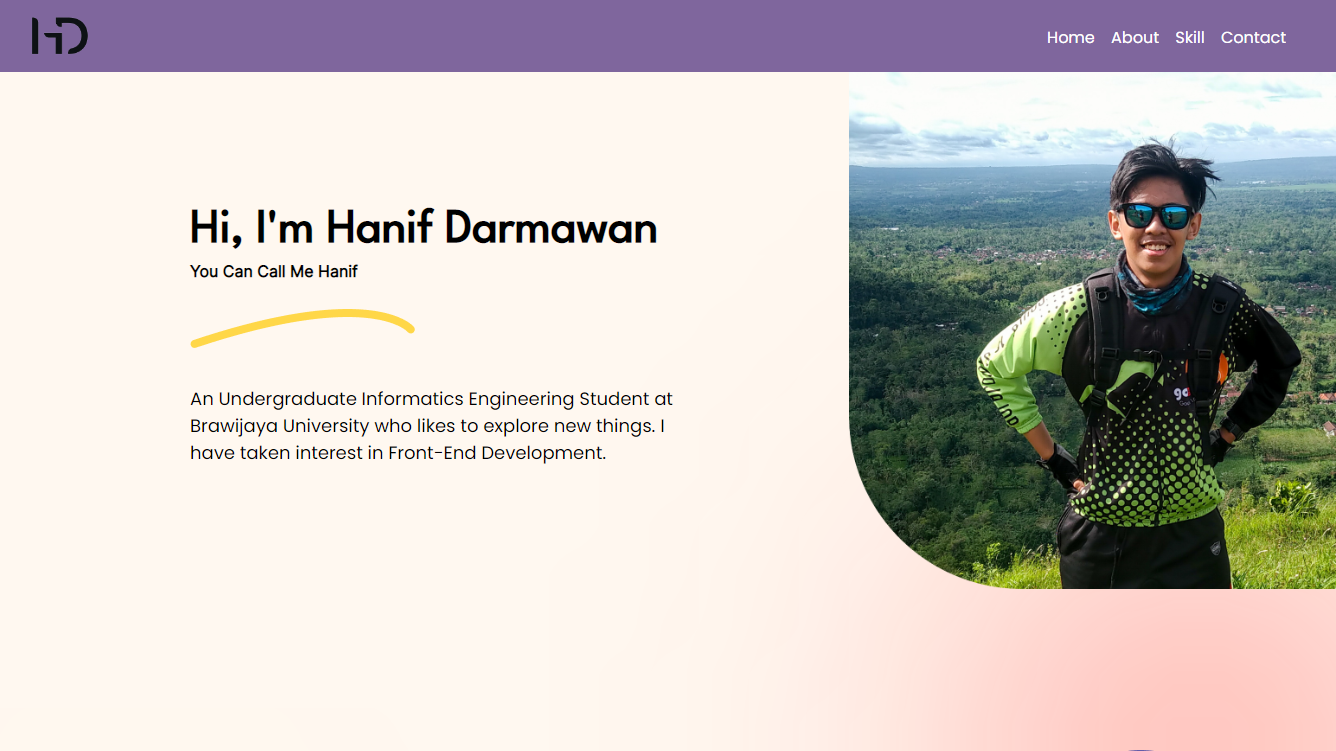 HD
Home About Skill Contact
Hi, I'm Hanif Darmawan
You Can Call Me Hanif
An Undergraduate Informatics Engineering Student at
Brawijaya University who likes to explore new things. I
have taken interest in Front-End Development.